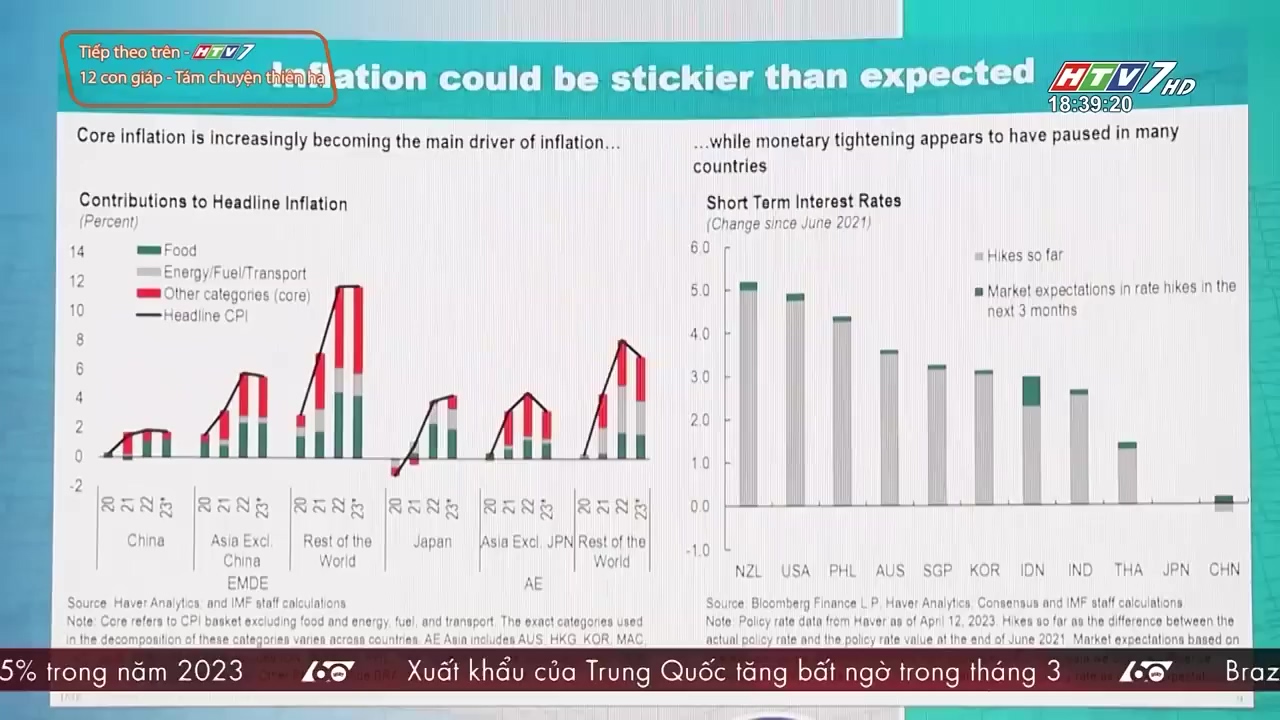 Tiếp theo trên - HTV7
12 con giáp - Tám chuyện thiên hạ
Inflation could be stickier than expected
HTV7 HD
18:39:20
Core inflation is increasingly becoming the main driver of inflation...
Contributions to Headline Inflation
(Percent)
14
12
10
8
6
4
2
0
-2
Food
Energy/Fuel/Transport
Other categories (core)
Headline CPI
20 21 22 23* 20 21 22 23* 20 21 22 23* 20 21 22 23* 20 21 22 23* 20 21 22 23*
China
Asia Excl. China
Rest of the World
Japan
Asia Excl. JPN
Rest of the World
EMDE
AE
Source: Haver Analytics; and IMF staff calculations.
Note: Core refers to CPI basket excluding food and energy, fuel, and transport. The exact categories used
in the decomposition of these categories varies across countries. AE Asia includes AUS, HKG, KOR, MAC,
...while monetary tightening appears to have paused in many
countries
Short Term Interest Rates
(Change since June 2021)
6.0
5.0
4.0
3.0
2.0
1.0
0.0
-1.0
Hikes so far
Market expectations in rate hikes in the
next 3 months
NZL USA PHL AUS SGP KOR IDN IND THA JPN CHN
Source: Bloomberg Finance L.P., Haver Analytics, Consensus and IMF staff calculations.
Note: Policy rate data from Haver as of April 12, 2023. Hikes so far as the difference between the
actual policy rate and the policy rate value at the end of June 2021. Market expectations based on
5% trong năm 2023 60 giây Xuất khẩu của Trung Quốc tăng bất ngờ trong tháng 3 60 giây Braz